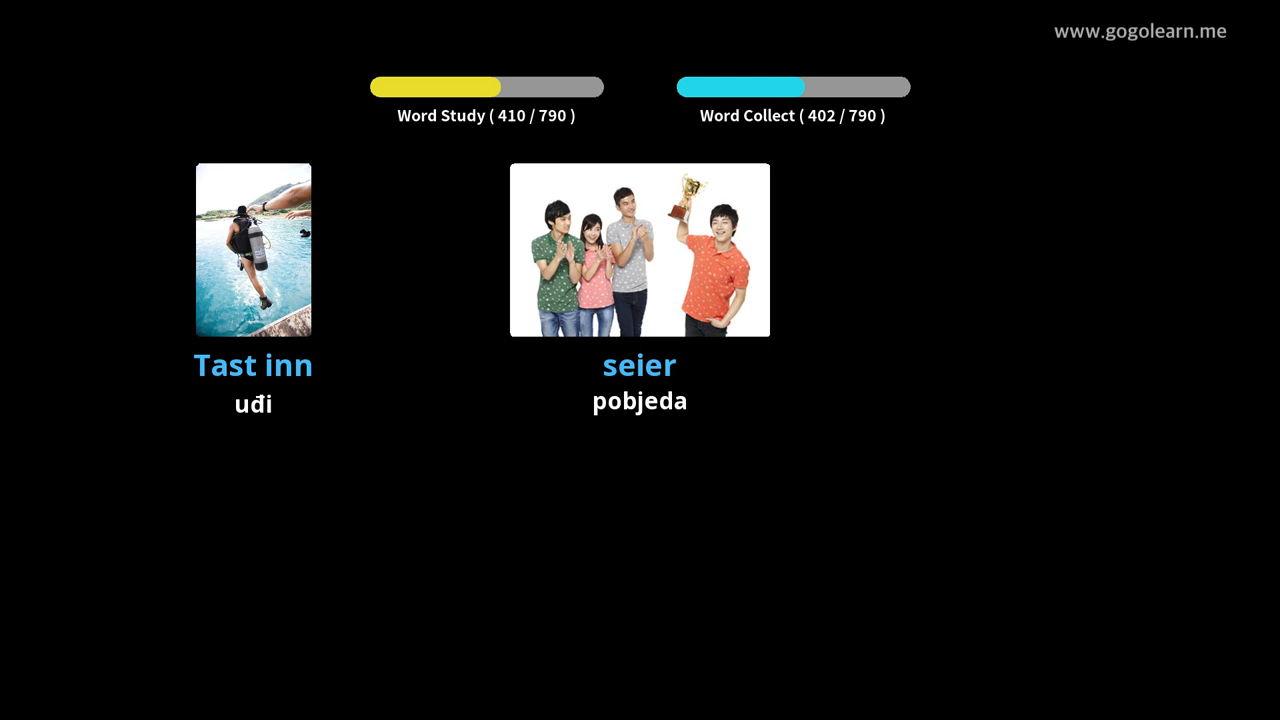 www.gogolearn.me
Word Study ( 410 / 790 )
Word Collect ( 402 / 790 )
Tast inn
uđi
seier
pobjeda